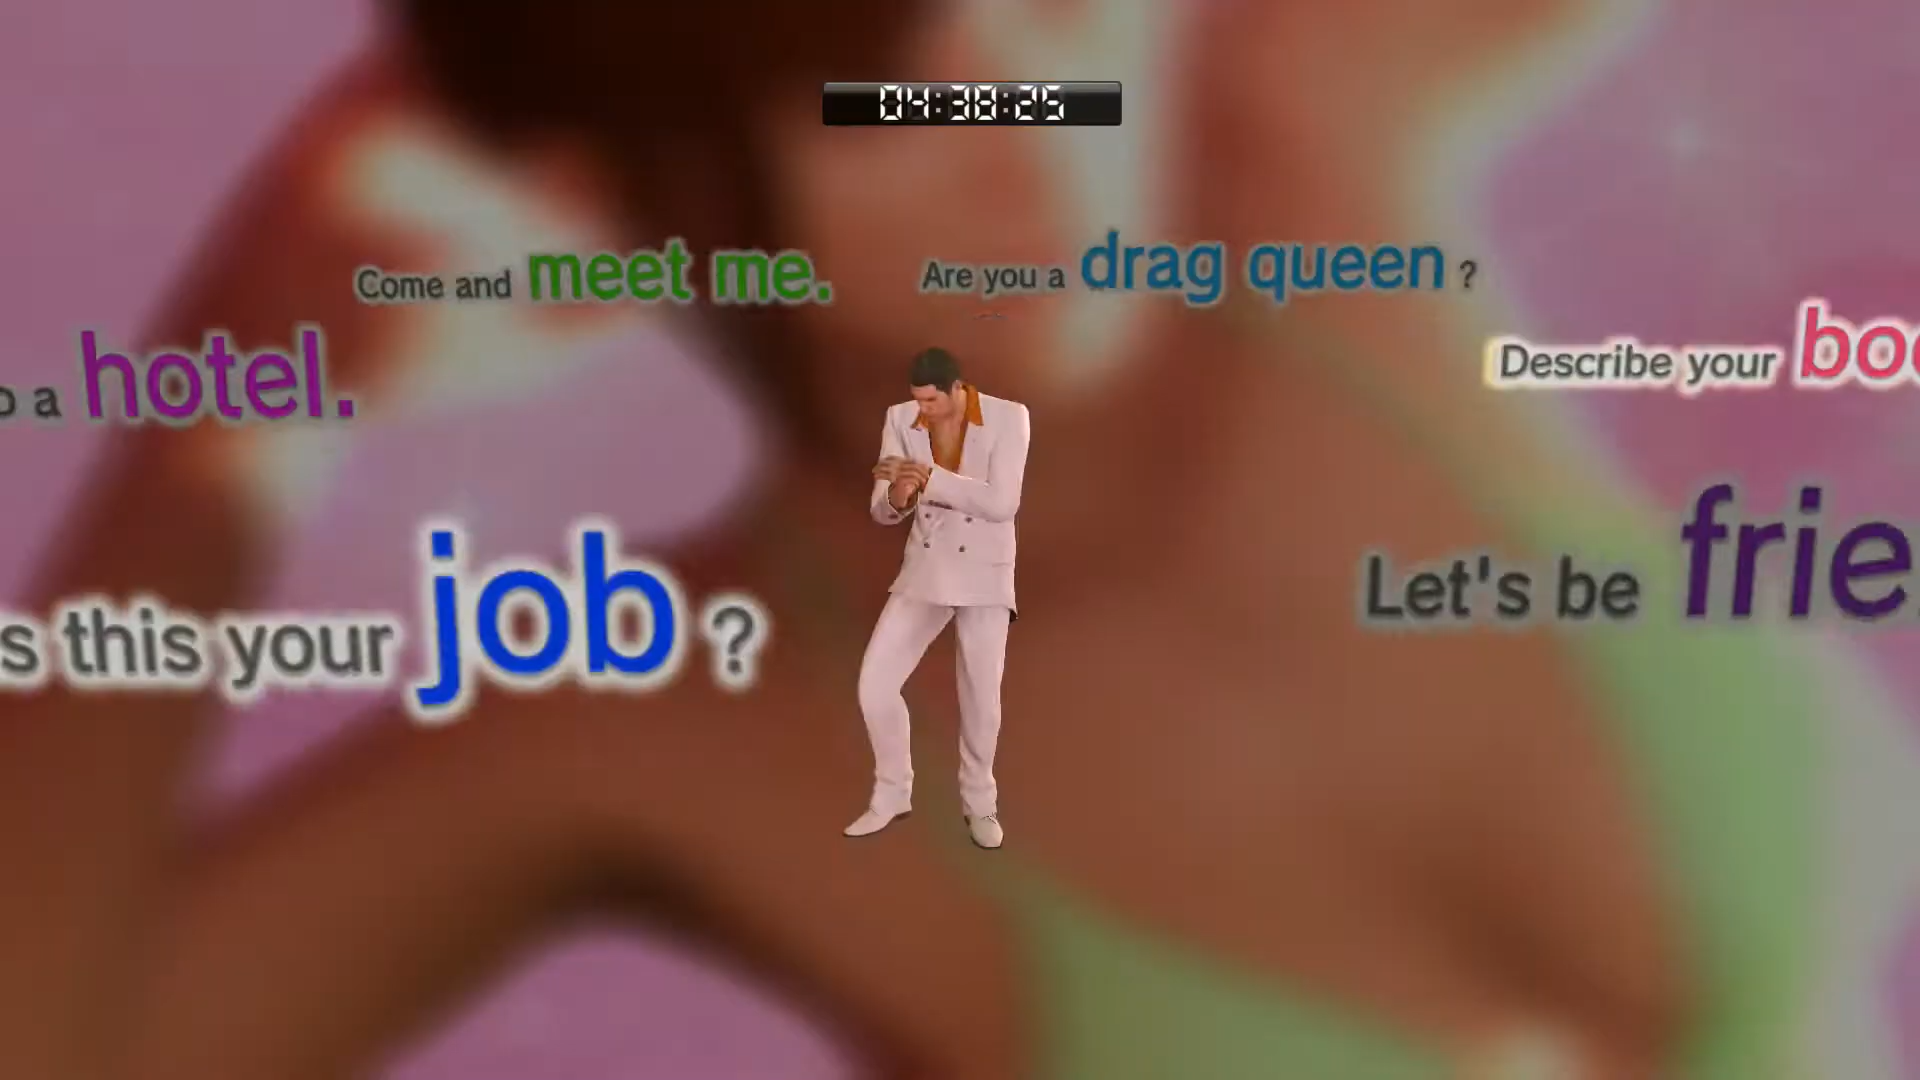 04:38:25
Come and meet me.
Are you a drag queen ?
a hotel.
Describe your
this your job ?
Let's be